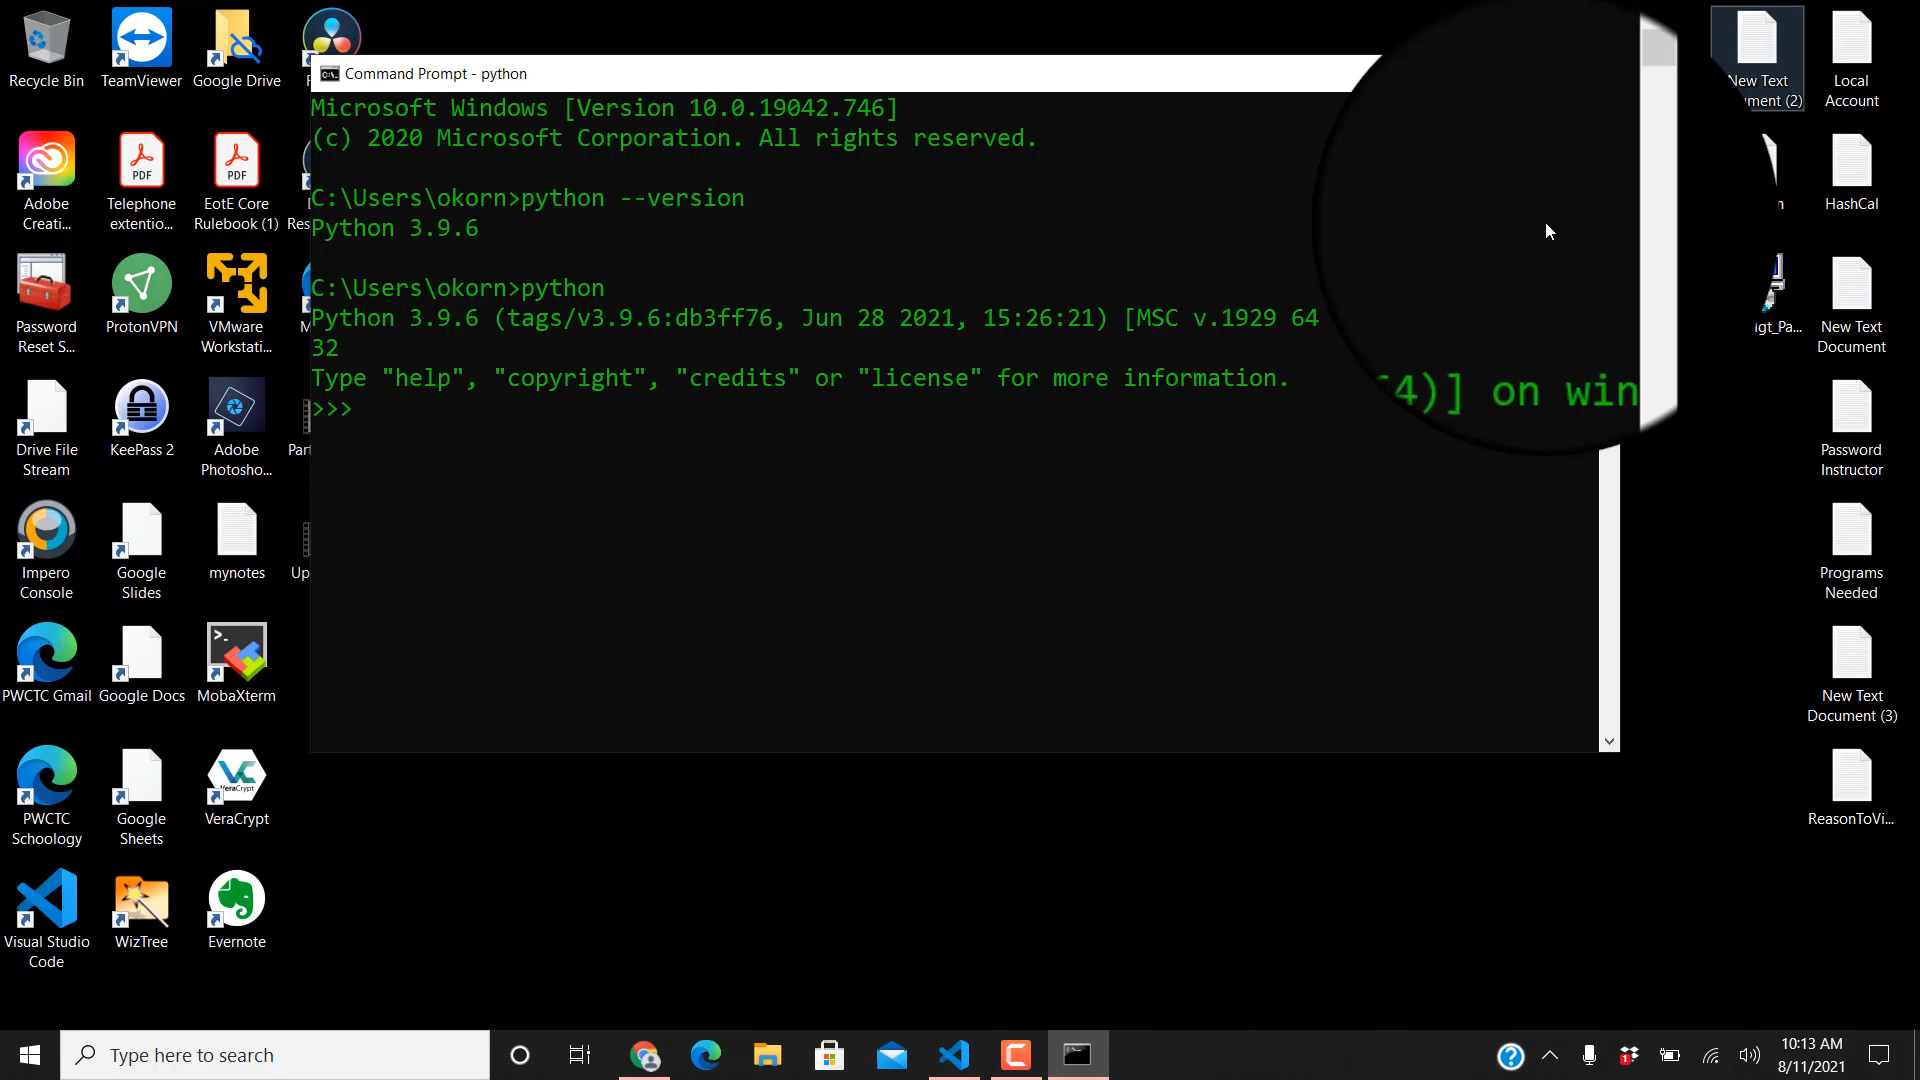 Recycle Bin
TeamViewer
Google Drive
Adobe
Creati...
Telephone
extentio...
EotE Core
Rulebook (1)
Password
Reset S...
ProtonVPN
VMware
Workstati...
Drive File
Stream
KeePass 2
Adobe
Photosho...
Impero
Console
Google
Slides
mynotes
PWCTC Gmail
Google Docs
MobaXterm
PWCTC
Schoology
Google
Sheets
VeraCrypt
Visual Studio
Code
WizTree
Evernote
PDF
PDF
VC
VeraCrypt
Command Prompt - python
Microsoft Windows [Version 10.0.19042.746]
(c) 2020 Microsoft Corporation. All rights reserved.
C:\Users\okorn>python --version
Python 3.9.6
C:\Users\okorn>python
Python 3.9.6 (tags/v3.9.6:db3ff76, Jun 28 2021, 15:26:21) [MSC v.1929 64
4)] on win
32
Type "help", "copyright", "credits" or "license" for more information.
>>>
New Text
ment (2)
Local
Account
HashCal
New Text
Document
Password
Instructor
Programs
Needed
New Text
Document (3)
ReasonToVi...
Type here to search
10:13 AM
8/11/2021